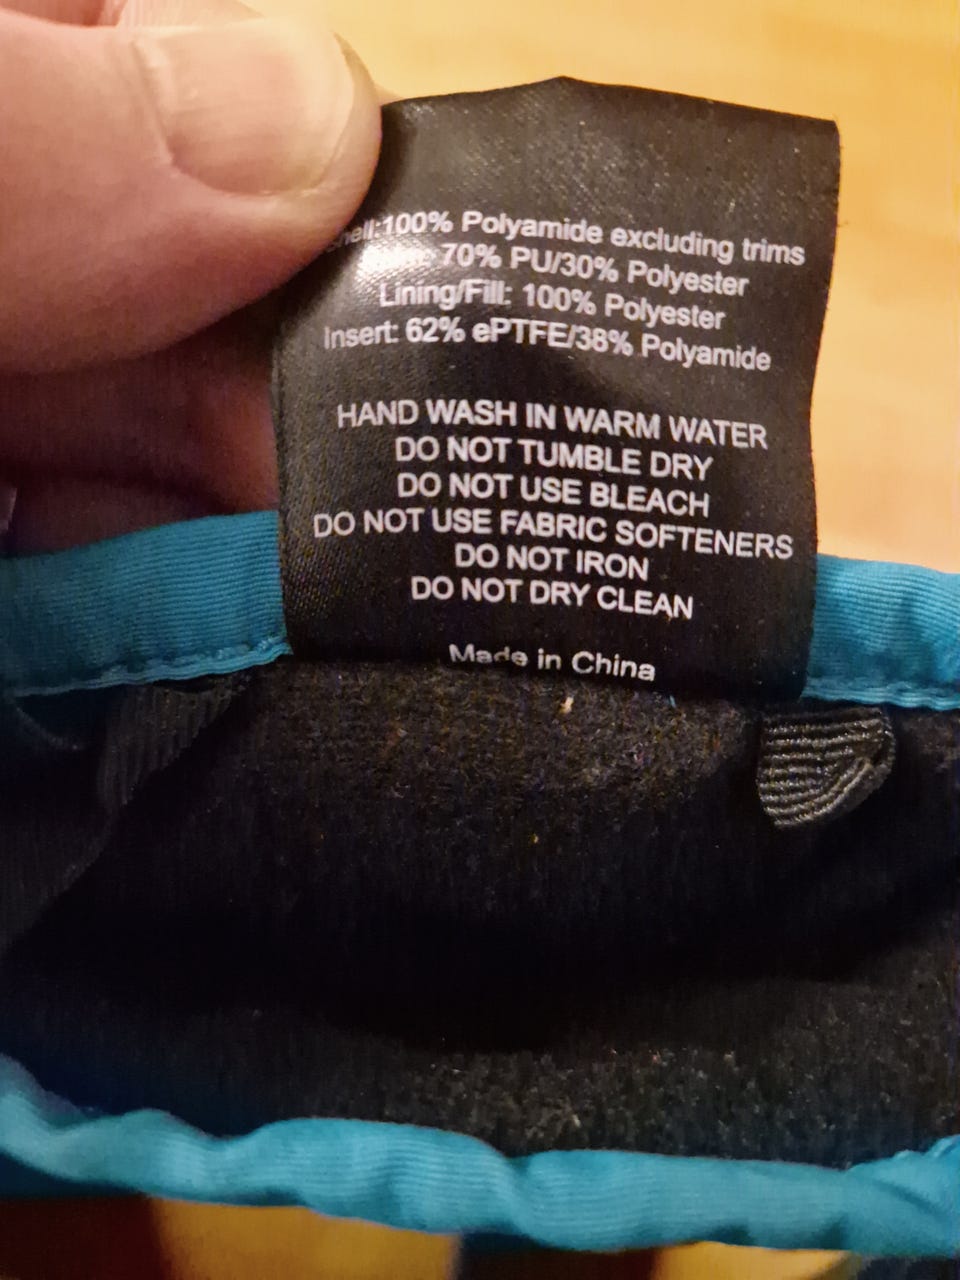 Shell:100% Polyamide excluding trims
70% PU/30% Polyester
Lining/Fill: 100% Polyester
Insert: 62% ePTFE/38% Polyamide
HAND WASH IN WARM WATER
DO NOT TUMBLE DRY
DO NOT USE BLEACH
DO NOT USE FABRIC SOFTENERS
DO NOT IRON
DO NOT DRY CLEAN
Made in China